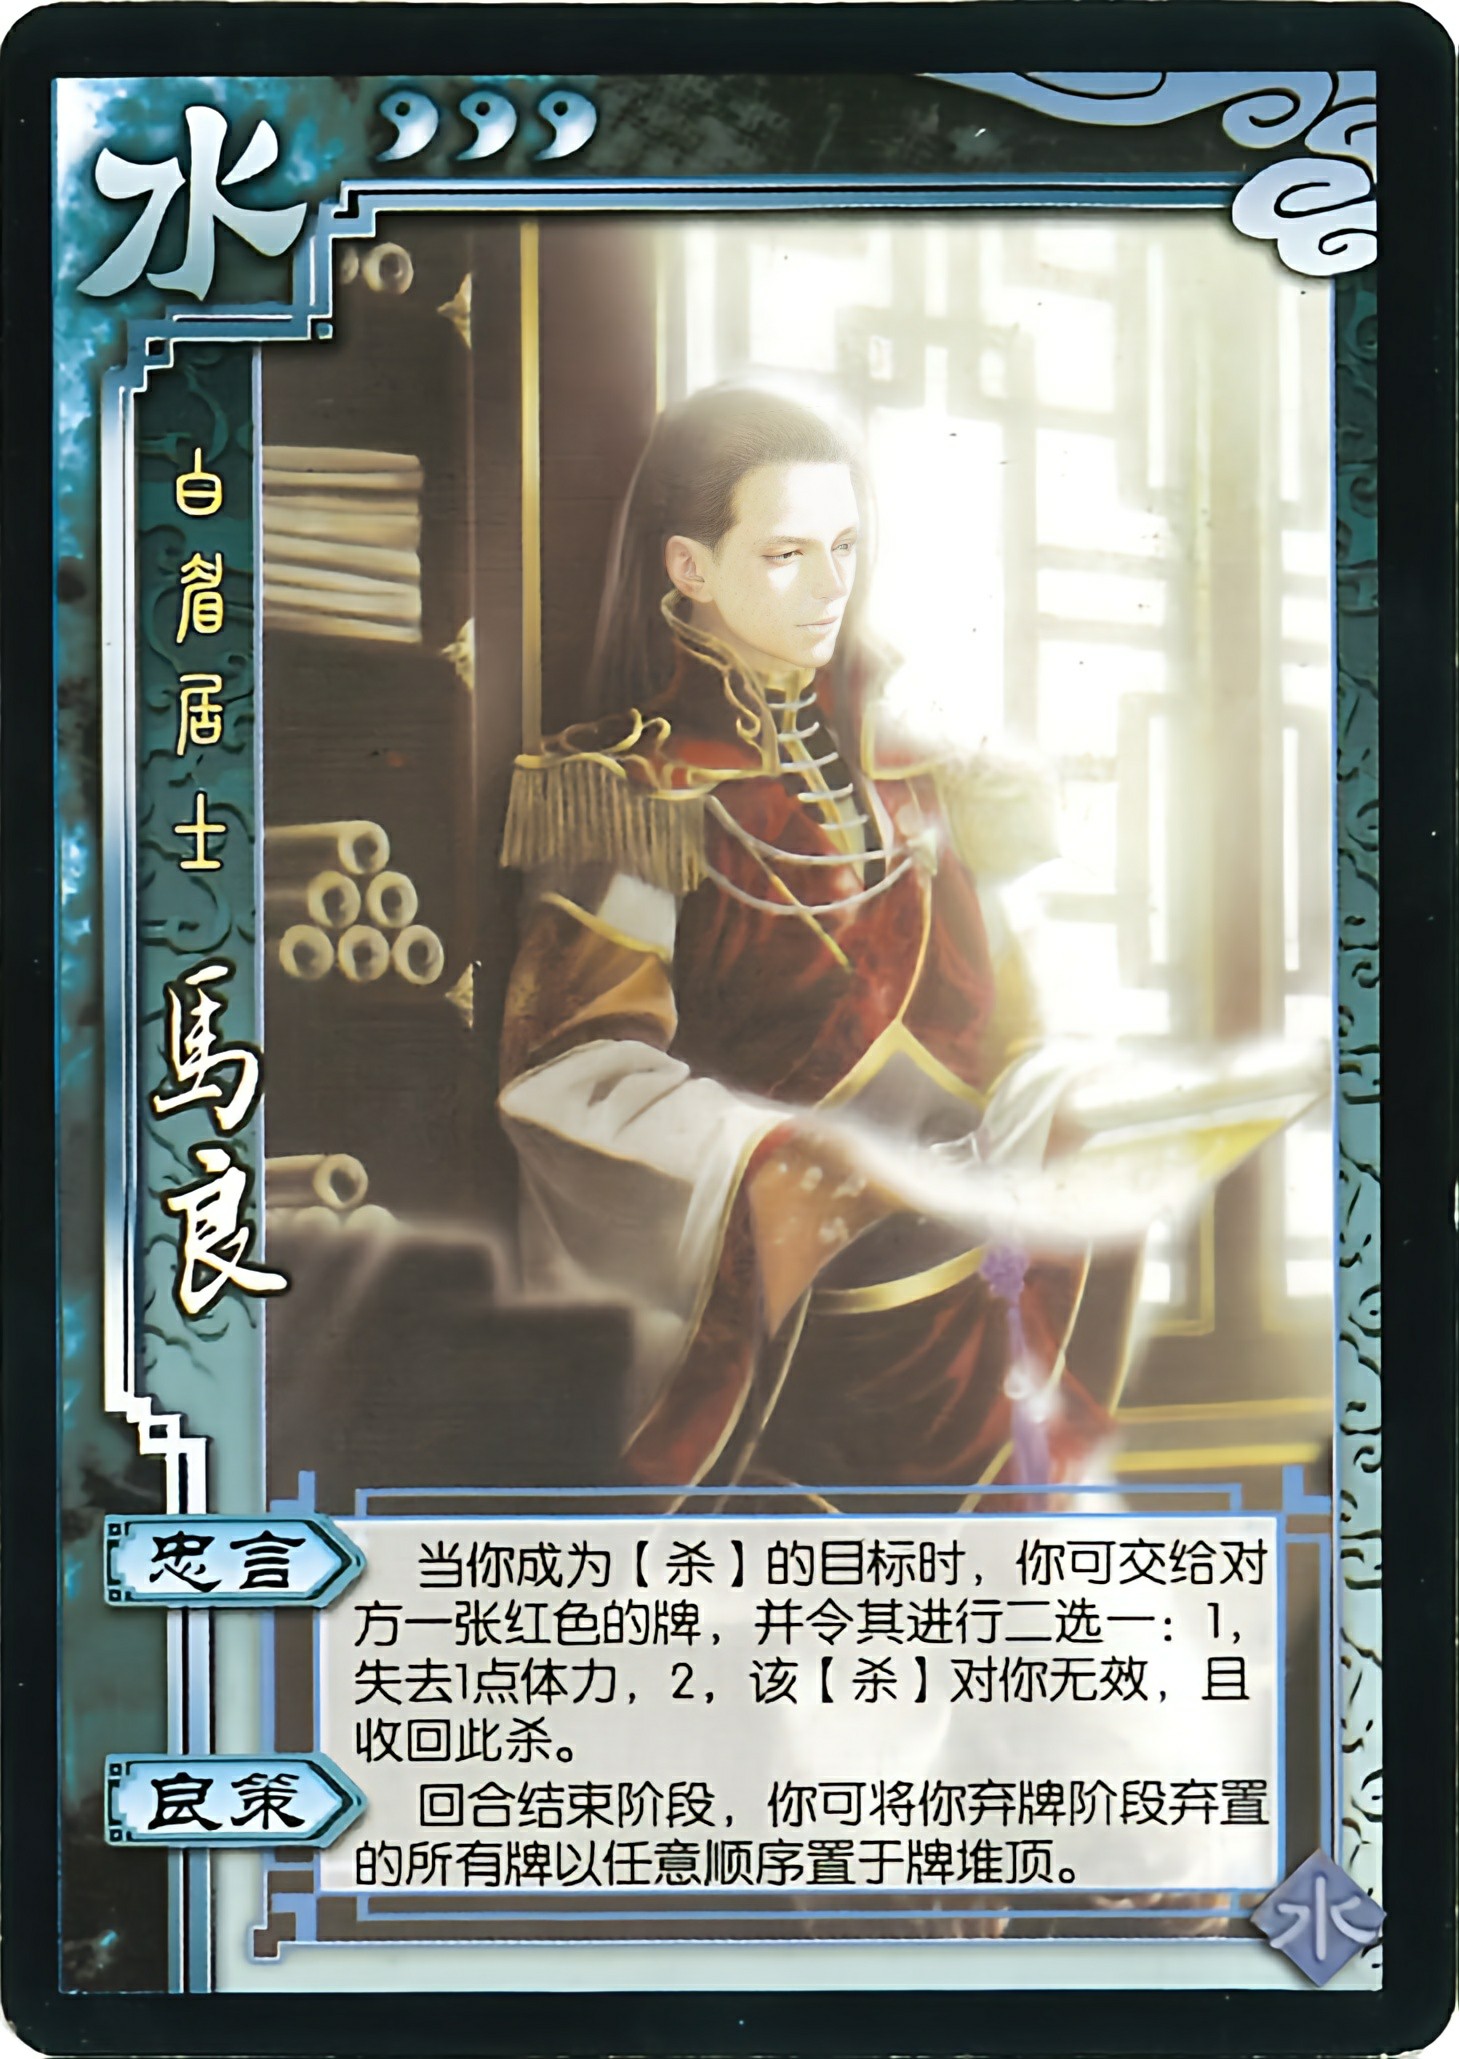 水
白眉居士
馬良
忠言
当你成为【杀】的目标时，你可交给对
方一张红色的牌，并令其进行二选一：1，
失去1点体力，2，该【杀】对你无效，且
收回此杀。
良策
回合结束阶段，你可将你弃牌阶段弃置
的所有牌以任意顺序置于牌堆顶。
水